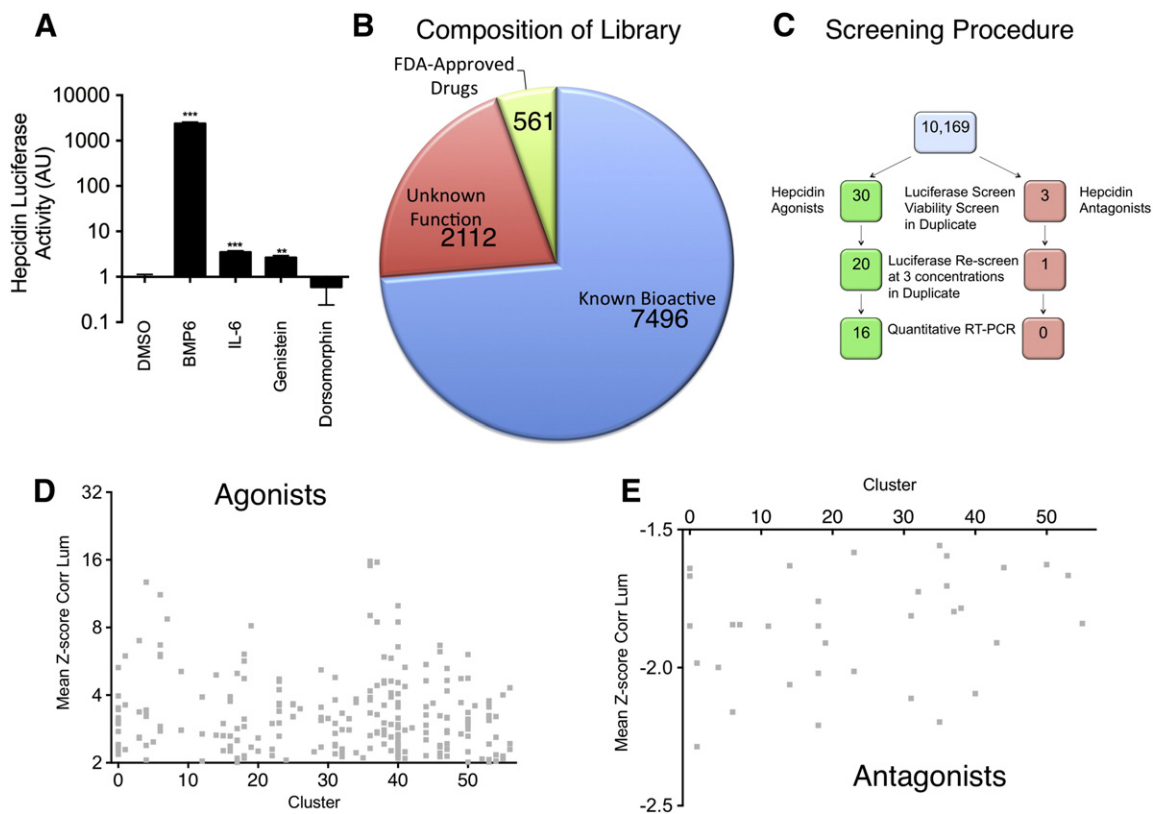 A
Hepcidin Luciferase
Activity (AU)
10000
1000
100
10
1
0.1
***
***
**
DMSO
BMP6
IL-6
Genistein
Dorsomorphin
B
Composition of Library
FDA-Approved
Drugs
561
Unknown
Function
2112
Known Bioactive
7496
C
Screening Procedure
10,169
Hepcidin
Agonists
30
Luciferase Screen
Viability Screen
in Duplicate
3
Hepcidin
Antagonists
20
Luciferase Re-screen
at 3 concentrations
in Duplicate
1
16
Quantitative RT-PCR
0
D
Agonists
Mean Z-score Corr Lum
32
16
8
4
2
0 10 20 30 40 50
Cluster
E
Cluster
0 10 20 30 40 50
Mean Z-score Corr Lum
-1.5
-2.0
-2.5
Antagonists